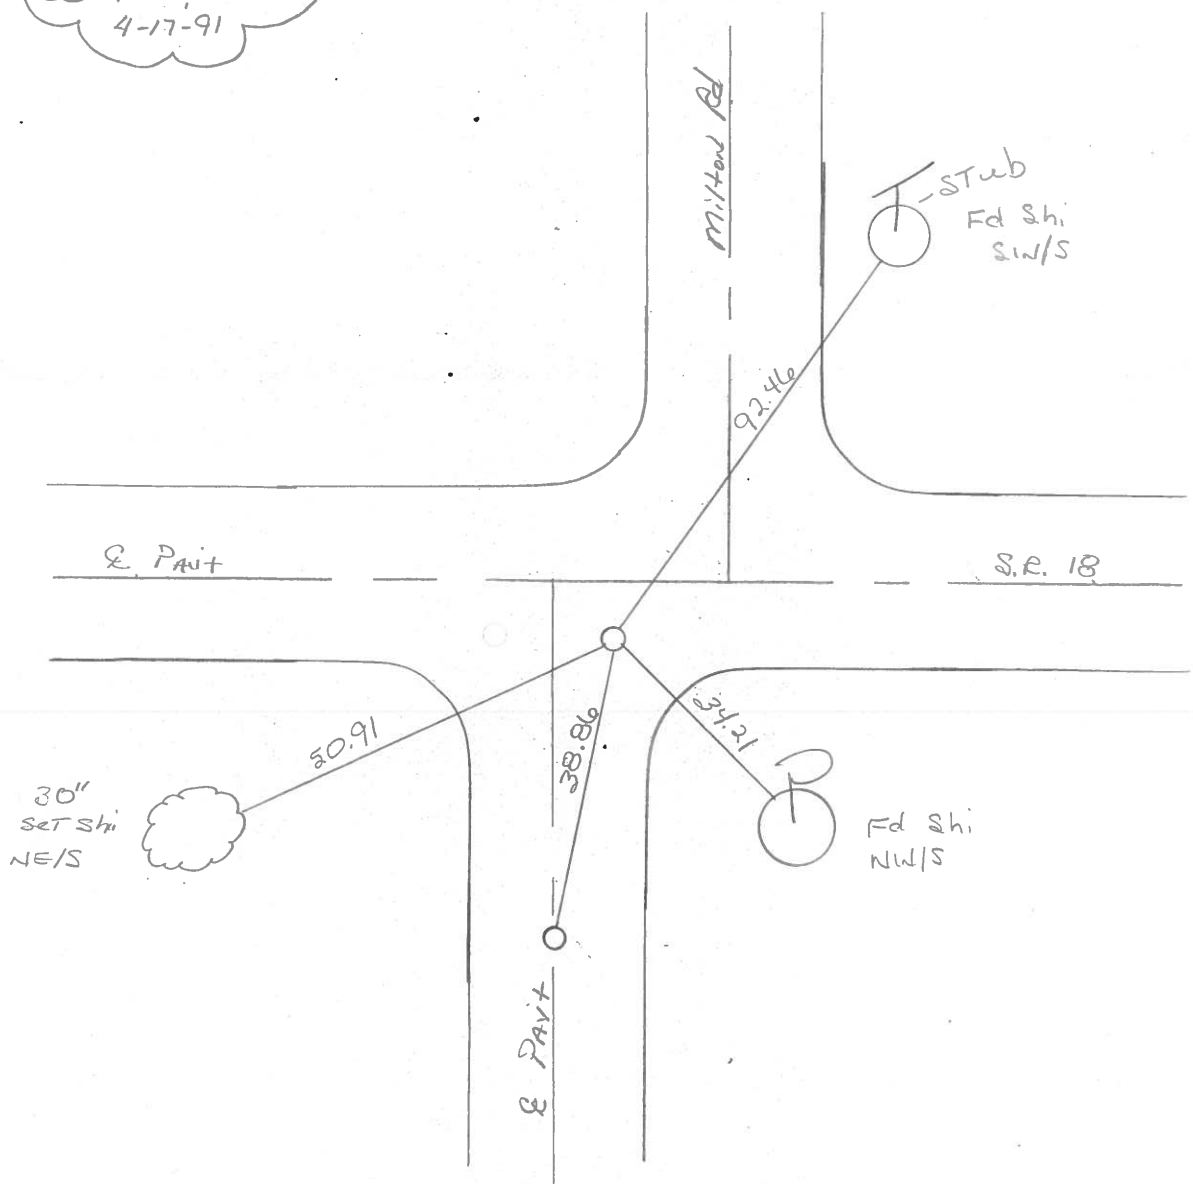 4-17-91
Milton Rd
STub
Fd Shi
SW/S
92.46
℄ PAvt
S.R. 18
50.91
38.86
34.21
30"
SeT Shi
NE/S
Fd Shi
NW/S
℄ PAvt